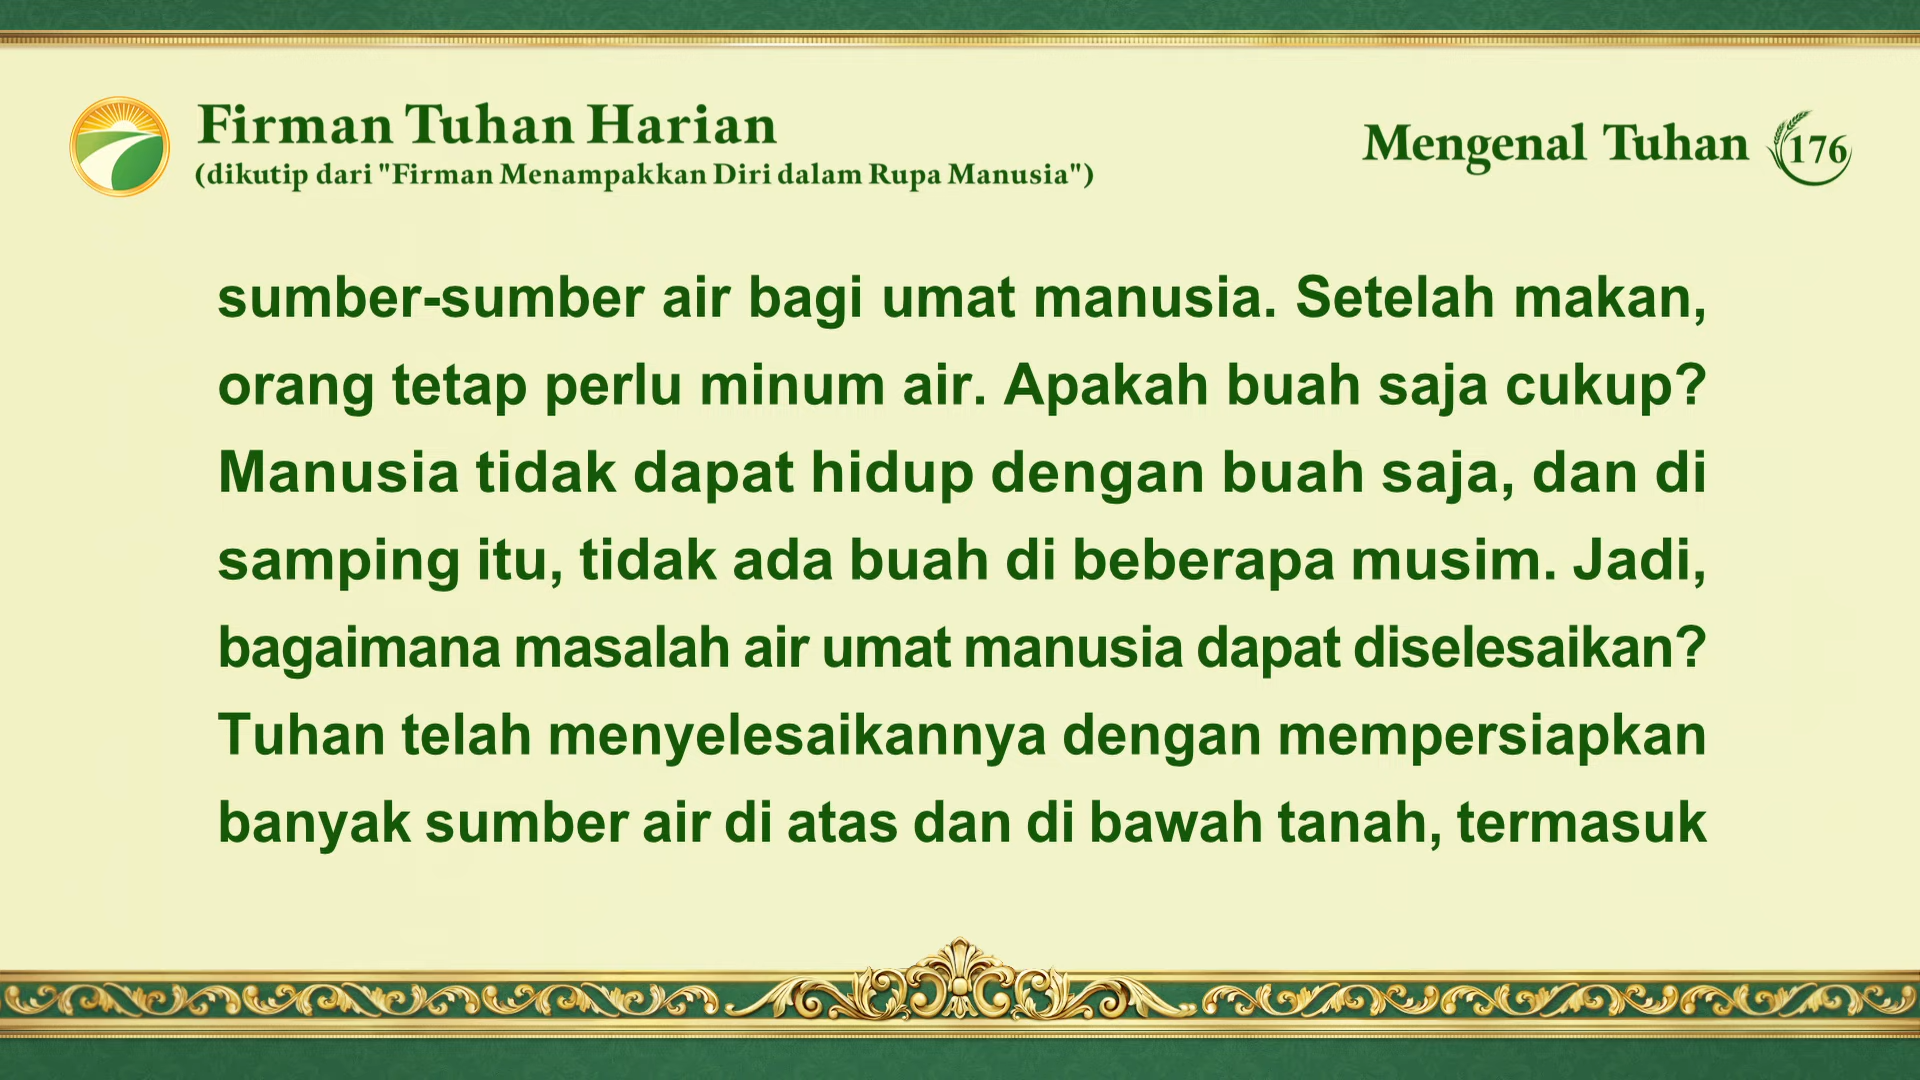 Firman Tuhan Harian
(dikutip dari "Firman Menampakkan Diri dalam Rupa Manusia")
Mengenal Tuhan 176
sumber-sumber air bagi umat manusia. Setelah makan,
orang tetap perlu minum air. Apakah buah saja cukup?
Manusia tidak dapat hidup dengan buah saja, dan di
samping itu, tidak ada buah di beberapa musim. Jadi,
bagaimana masalah air umat manusia dapat diselesaikan?
Tuhan telah menyelesaikannya dengan mempersiapkan
banyak sumber air di atas dan di bawah tanah, termasuk